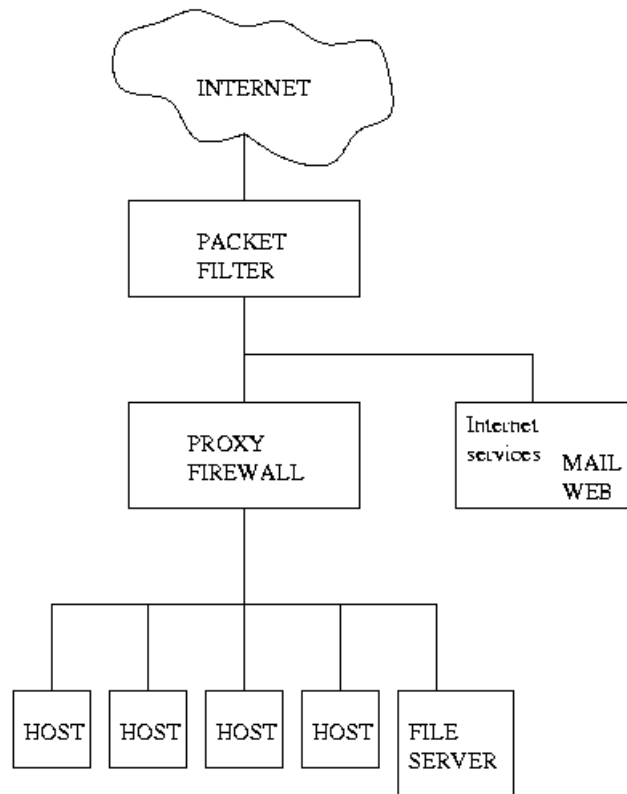 INTERNET
PACKET
FILTER
PROXY
FIREWALL
Internet
services
MAIL
WEB
HOST
HOST
HOST
HOST
FILE
SERVER